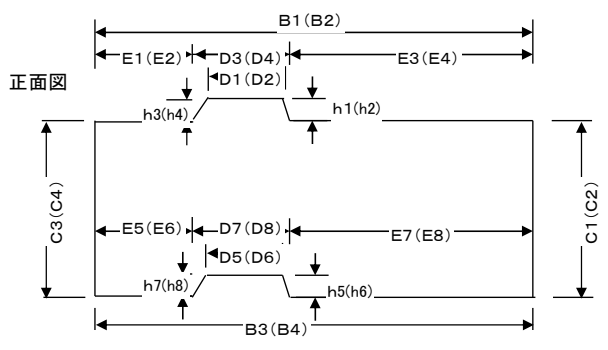 B1(B2)
E1(E2)
D3(D4)
E3(E4)
D1(D2)
正面図
h3(h4)
h1(h2)
C3(C4)
C1(C2)
E5(E6)
D7(D8)
E7(E8)
D5(D6)
h7(h8)
h5(h6)
B3(B4)